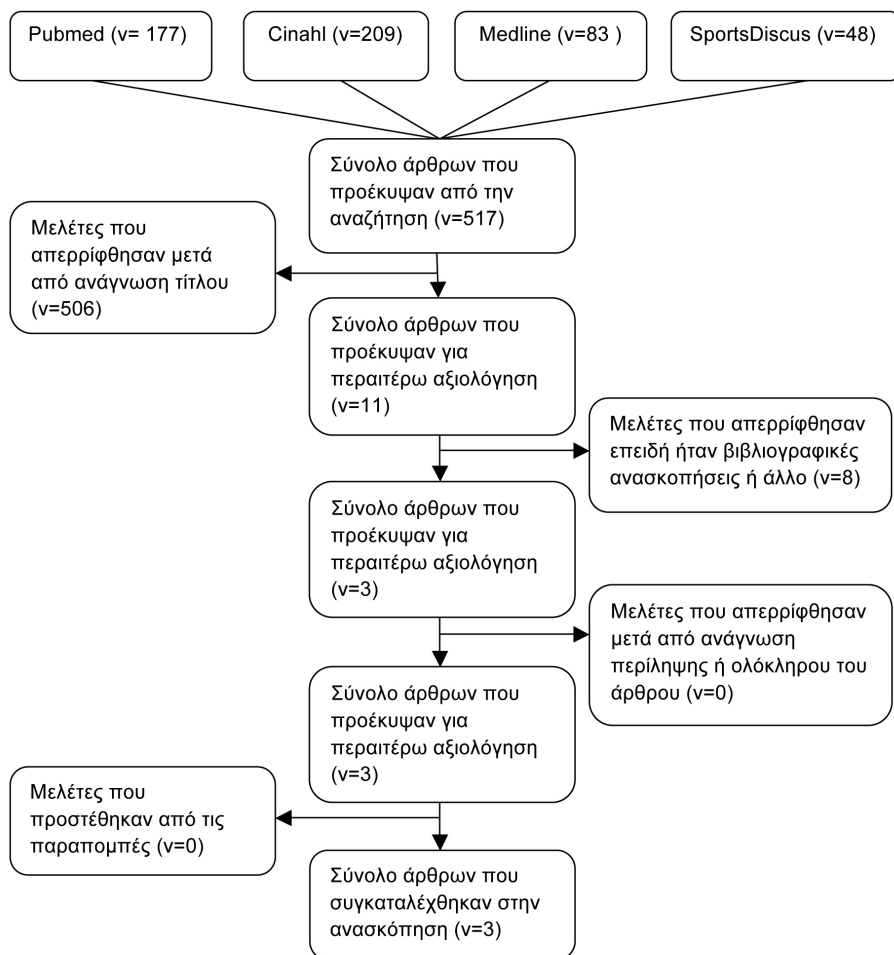 Pubmed (ν= 177)
Cinahl (ν=209)
Medline (ν=83 )
SportsDiscus (ν=48)
Σύνολο άρθρων που
προέκυψαν από την
αναζήτηση (ν=517)
Μελέτες που
απερρίφθησαν μετά
από ανάγνωση τίτλου
(ν=506)
Σύνολο άρθρων που
προέκυψαν για
περαιτέρω αξιολόγηση
(ν=11)
Μελέτες που απερρίφθησαν
επειδή ήταν βιβλιογραφικές
ανασκοπήσεις ή άλλο (ν=8)
Σύνολο άρθρων που
προέκυψαν για
περαιτέρω αξιολόγηση
(ν=3)
Μελέτες που απερρίφθησαν
μετά από ανάγνωση
περίληψης ή ολόκληρου του
άρθρου (ν=0)
Σύνολο άρθρων που
προέκυψαν για
περαιτέρω αξιολόγηση
(ν=3)
Μελέτες που
προστέθηκαν από τις
παραπομπές (ν=0)
Σύνολο άρθρων που
συγκαταλέχθηκαν στην
ανασκόπηση (ν=3)